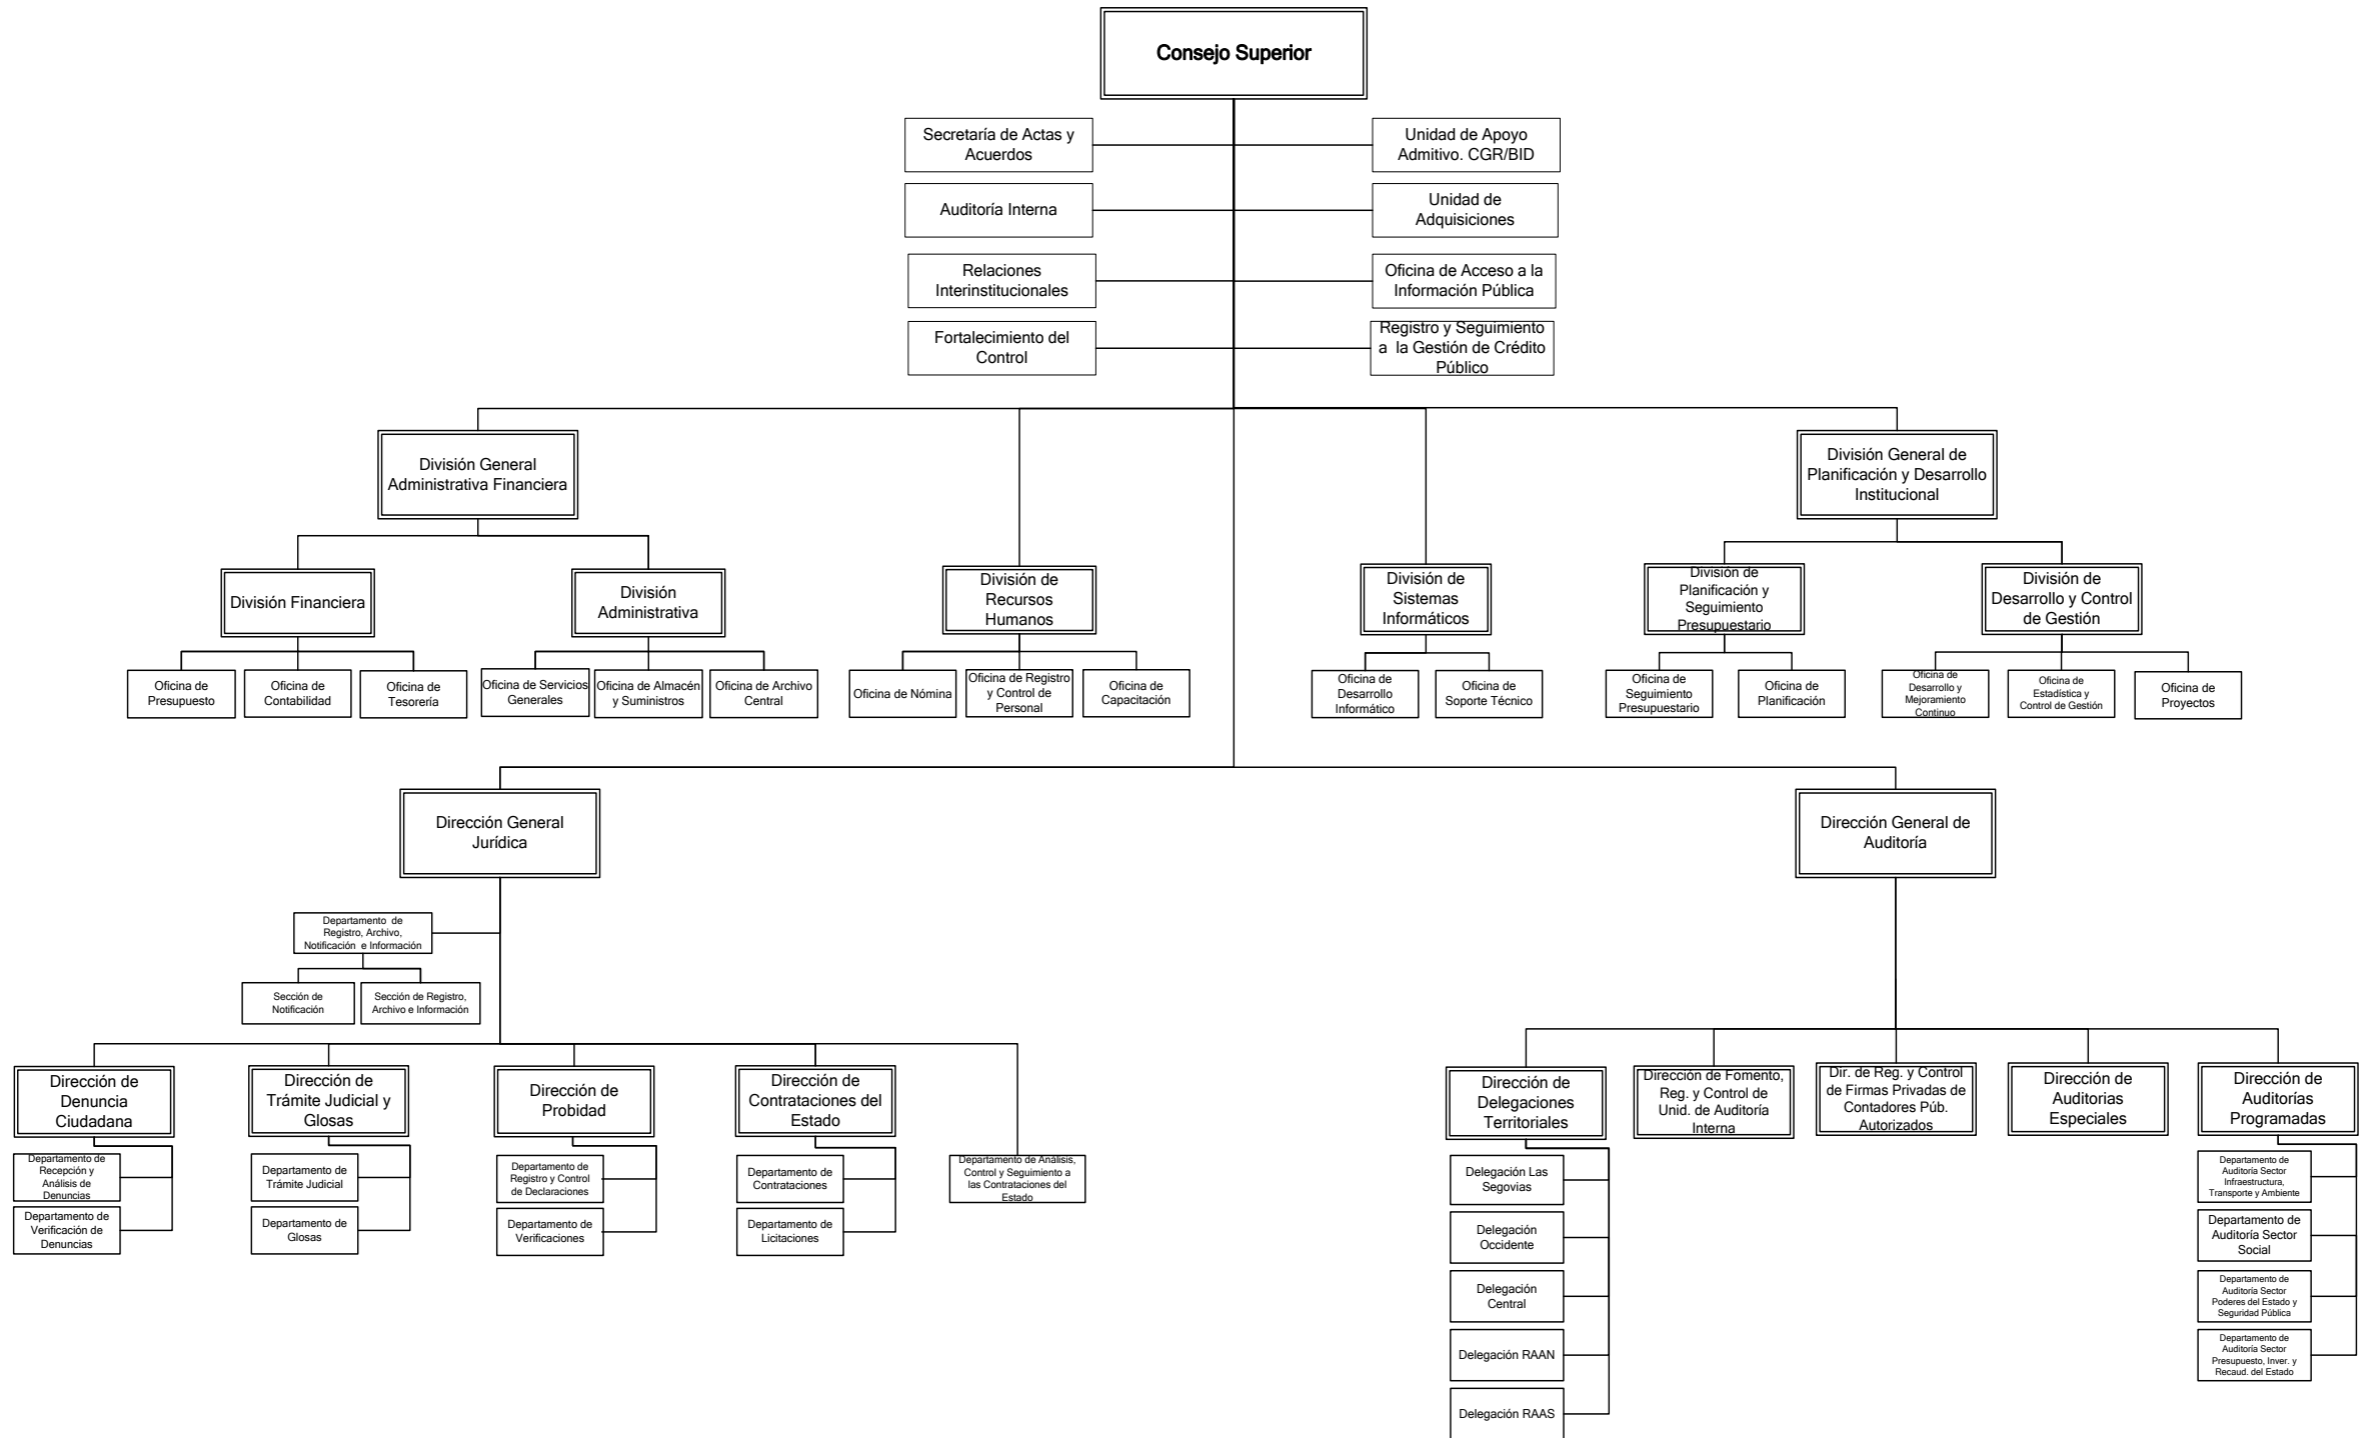 Consejo Superior
Secretaría de Actas y
Acuerdos
Unidad de Apoyo
Admitivo. CGR/BID
Auditoría Interna
Unidad de
Adquisiciones
Relaciones
Interinstitucionales
Oficina de Acceso a la
Información Pública
Fortalecimiento del
Control
Registro y Seguimiento
a la Gestión de Crédito
Público
División General
Administrativa Financiera
División General de
Planificación y Desarrollo
Institucional
División Financiera
División
Administrativa
División de
Recursos
Humanos
División de
Sistemas
Informáticos
División de
Planificación y
Seguimiento
Presupuestario
División de
Desarrollo y Control
de Gestión
Oficina de
Presupuesto
Oficina de
Contabilidad
Oficina de
Tesorería
Oficina de Servicios
Generales
Oficina de Almacén
y Suministros
Oficina de Archivo
Central
Oficina de Nómina
Oficina de Registro
y Control de
Personal
Oficina de
Capacitación
Oficina de
Desarrollo
Informático
Oficina de
Soporte Técnico
Oficina de
Seguimiento
Presupuestario
Oficina de
Planificación
Oficina de
Desarrollo y
Mejoramiento
Continuo
Oficina de
Estadística y
Control de Gestión
Oficina de
Proyectos
Dirección General
Jurídica
Dirección General de
Auditoría
Departamento de
Registro, Archivo,
Notificación e Información
Sección de
Notificación
Sección de Registro,
Archivo e Información
Dirección de
Denuncia
Ciudadana
Dirección de
Trámite Judicial y
Glosas
Dirección de
Probidad
Dirección de
Contrataciones del
Estado
Dirección de
Delegaciones
Territoriales
Dirección de Fomento,
Reg. y Control de
Unid. de Auditoría
Interna
Dir. de Reg. y Control
de Firmas Privadas de
Contadores Púb.
Autorizados
Dirección de
Auditorias
Especiales
Dirección de
Auditorías
Programadas
Departamento de
Recepción y
Análisis de
Denuncias
Departamento de
Trámite Judicial
Departamento de
Registro y Control
de Declaraciones
Departamento de
Contrataciones
Departamento de Análisis,
Control y Seguimiento a
las Contrataciones del
Estado
Departamento de
Verificación de
Denuncias
Departamento de
Glosas
Departamento de
Verificaciones
Departamento de
Licitaciones
Delegación Las
Segovias
Delegación
Occidente
Delegación
Central
Delegación RAAN
Delegación RAAS
Departamento de
Auditoría Sector
Infraestructura,
Transporte y Ambiente
Departamento de
Auditoría Sector
Social
Departamento de
Auditoría Sector
Poderes del Estado y
Seguridad Pública
Departamento de
Auditoría Sector
Presupuesto, Inver. y
Recaud. del Estado